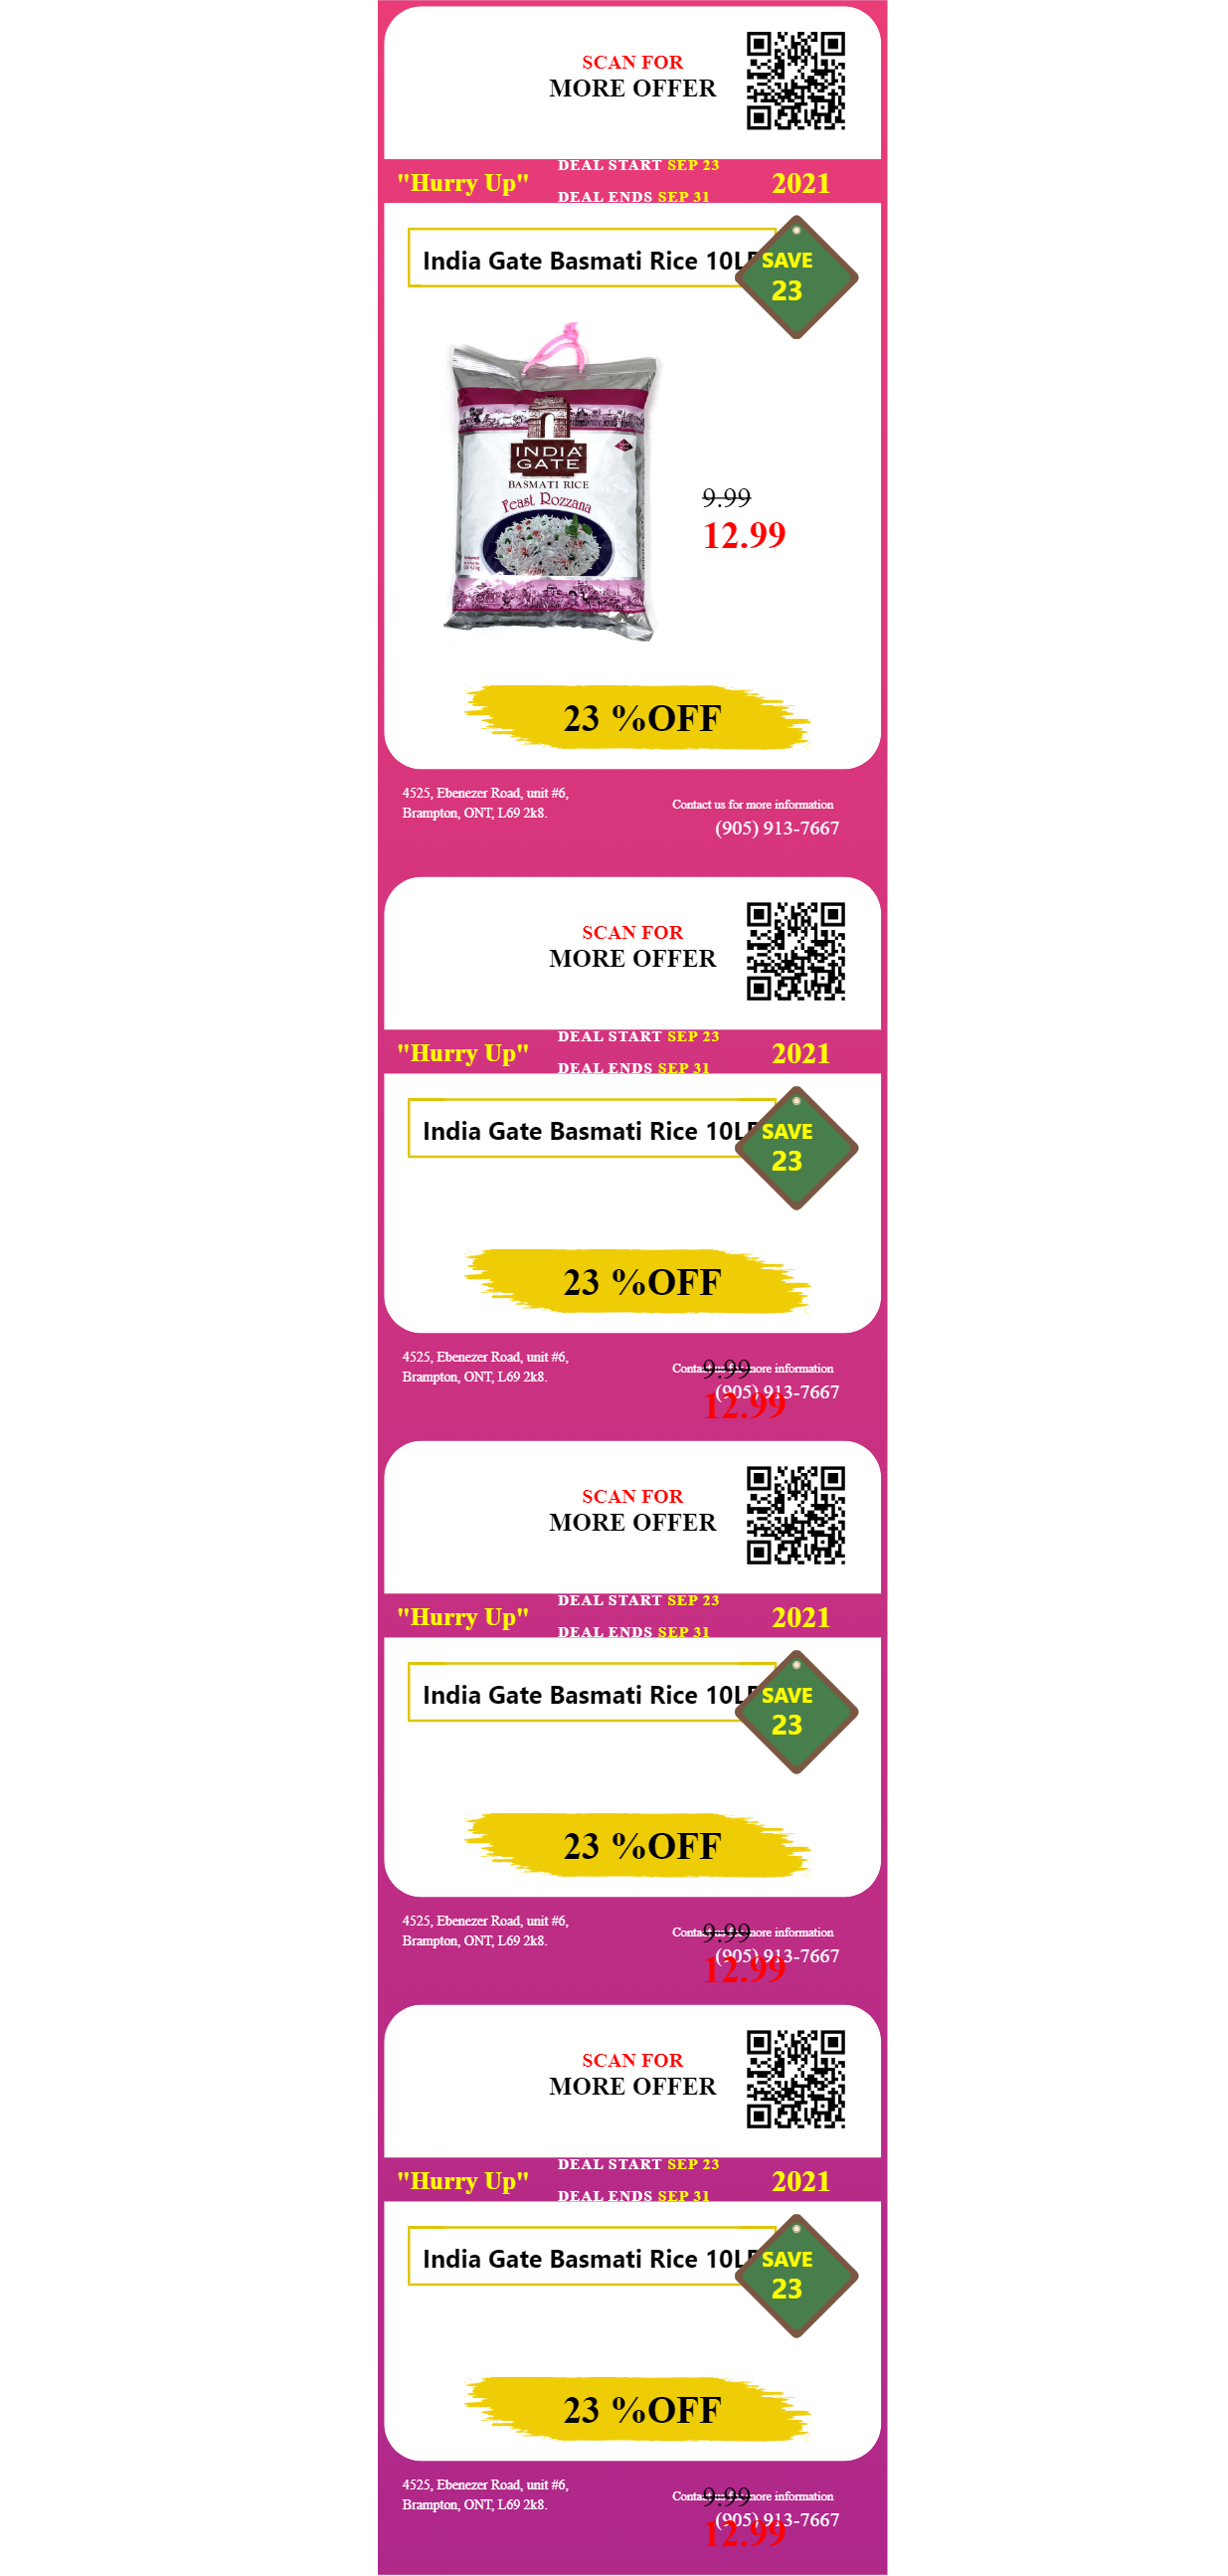 SCAN FOR
MORE OFFER
"Hurry Up"
DEAL START SEP 23
DEAL ENDS SEP 31
2021
India Gate Basmati Rice 10L
SAVE
23
INDIA
GATE
BASMATI RICE
Feast Rozzana
9.99
12.99
23 %OFF
4525, Ebenezer Road, unit #6,
Brampton, ONT, L69 2k8.
Contact us for more information
(905) 913-7667
SCAN FOR
MORE OFFER
"Hurry Up"
DEAL START SEP 23
DEAL ENDS SEP 31
2021
India Gate Basmati Rice 10L
SAVE
23
23 %OFF
4525, Ebenezer Road, unit #6,
Brampton, ONT, L69 2k8.
Contact us for more information
9.99
(905) 913-7667
12.99
SCAN FOR
MORE OFFER
"Hurry Up"
DEAL START SEP 23
DEAL ENDS SEP 31
2021
India Gate Basmati Rice 10L
SAVE
23
23 %OFF
4525, Ebenezer Road, unit #6,
Brampton, ONT, L69 2k8.
Contact us for more information
9.99
(905) 913-7667
12.99
SCAN FOR
MORE OFFER
"Hurry Up"
DEAL START SEP 23
DEAL ENDS SEP 31
2021
India Gate Basmati Rice 10L
SAVE
23
23 %OFF
4525, Ebenezer Road, unit #6,
Brampton, ONT, L69 2k8.
Contact us for more information
9.99
(905) 913-7667
12.99